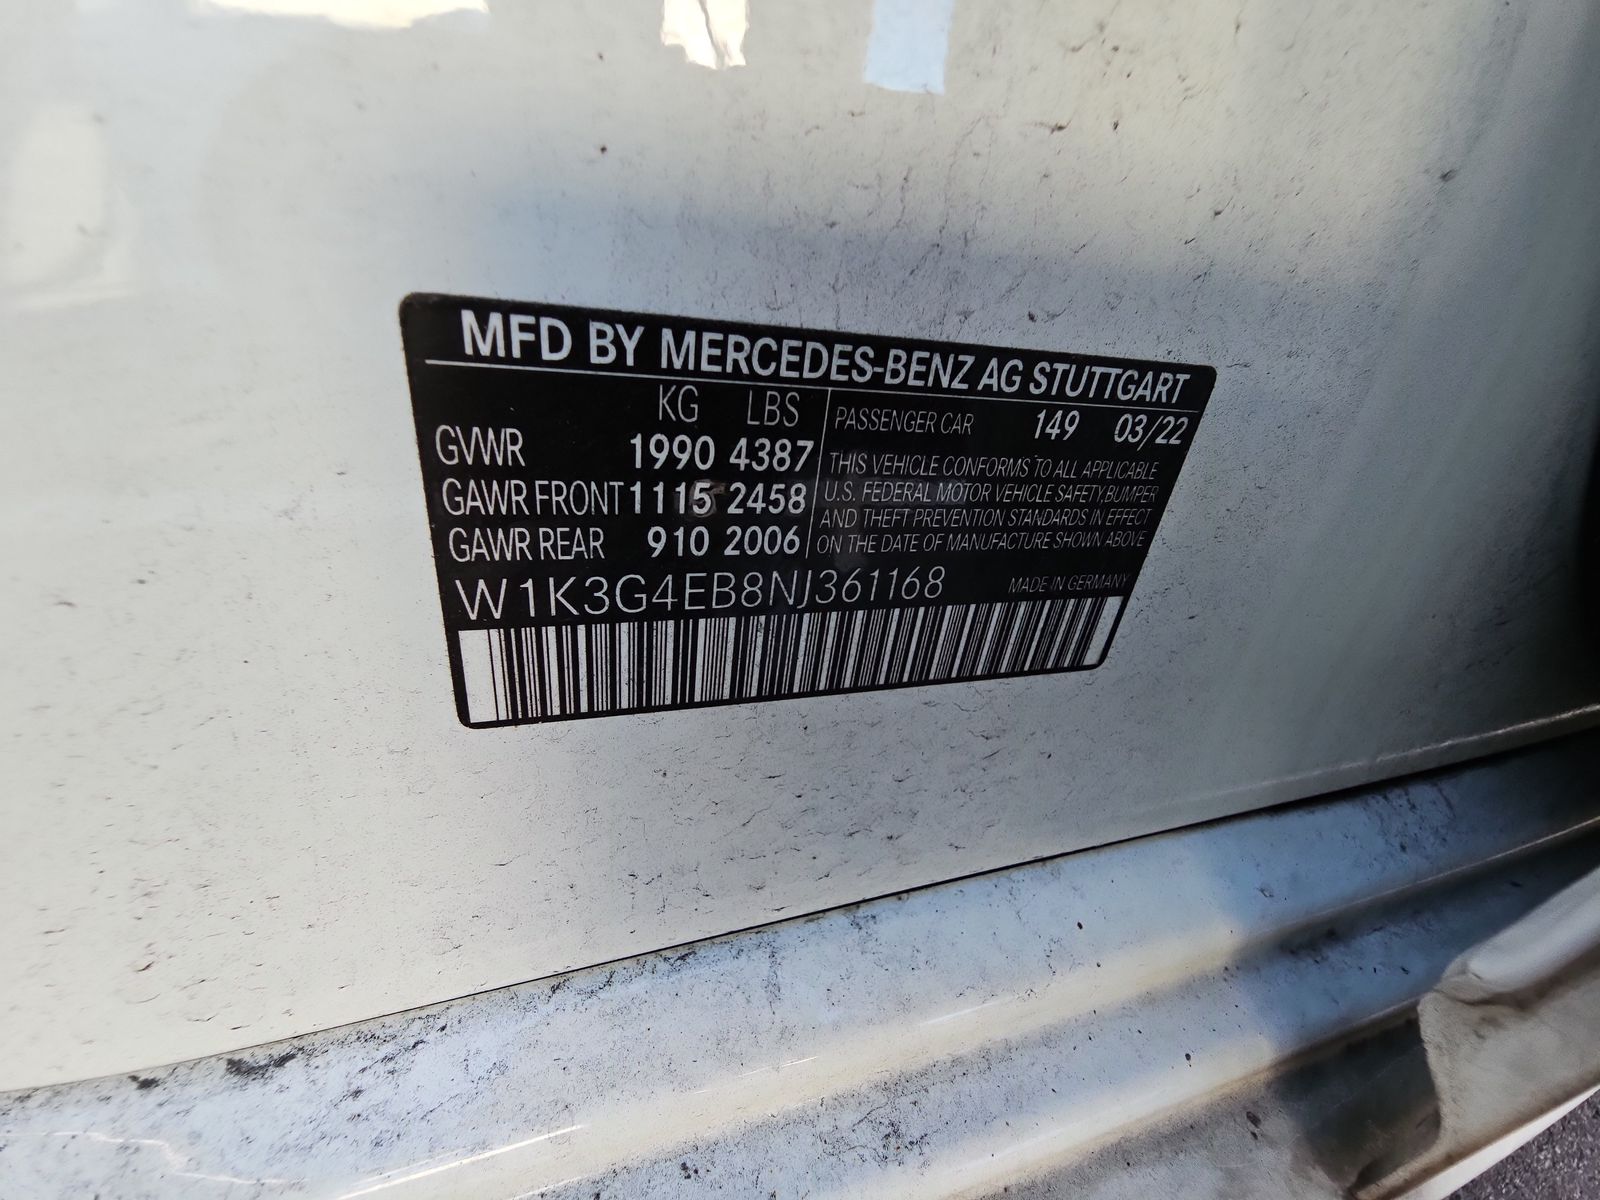 MFD BY MERCEDES-BENZ AG STUTTGART
KG LBS
GVWR 1990 4387
GAWR FRONT 1115 2458
GAWR REAR 910 2006
PASSENGER CAR 149 03/22
THIS VEHICLE CONFORMS TO ALL APPLICABLE
U.S. FEDERAL MOTOR VEHICLE SAFETY,BUMPER
AND THEFT PREVENTION STANDARDS IN EFFECT
ON THE DATE OF MANUFACTURE SHOWN ABOVE
W1K3G4EB8NJ361168
MADE IN GERMANY